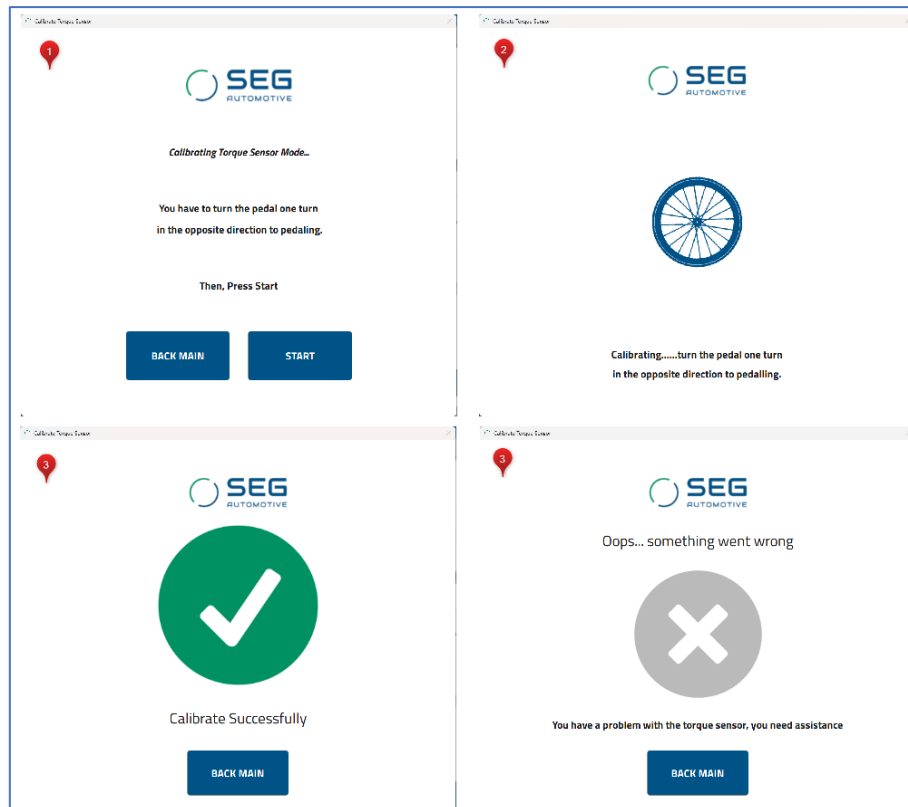 Calibrate Torque Sensor
1
SEG
AUTOMOTIVE
Calibrating Torque Sensor Mode...
You have to turn the pedal one turn
in the opposite direction to pedaling.
Then, Press Start
BACK MAIN
START
Calibrate Torque Sensor
2
SEG
AUTOMOTIVE
Calibrating......turn the pedal one turn
in the opposite direction to pedalling.
Calibrate Torque Sensor
3
SEG
AUTOMOTIVE
Calibrate Successfully
BACK MAIN
Calibrate Torque Sensor
3
SEG
AUTOMOTIVE
Oops... something went wrong
You have a problem with the torque sensor, you need assistance
BACK MAIN